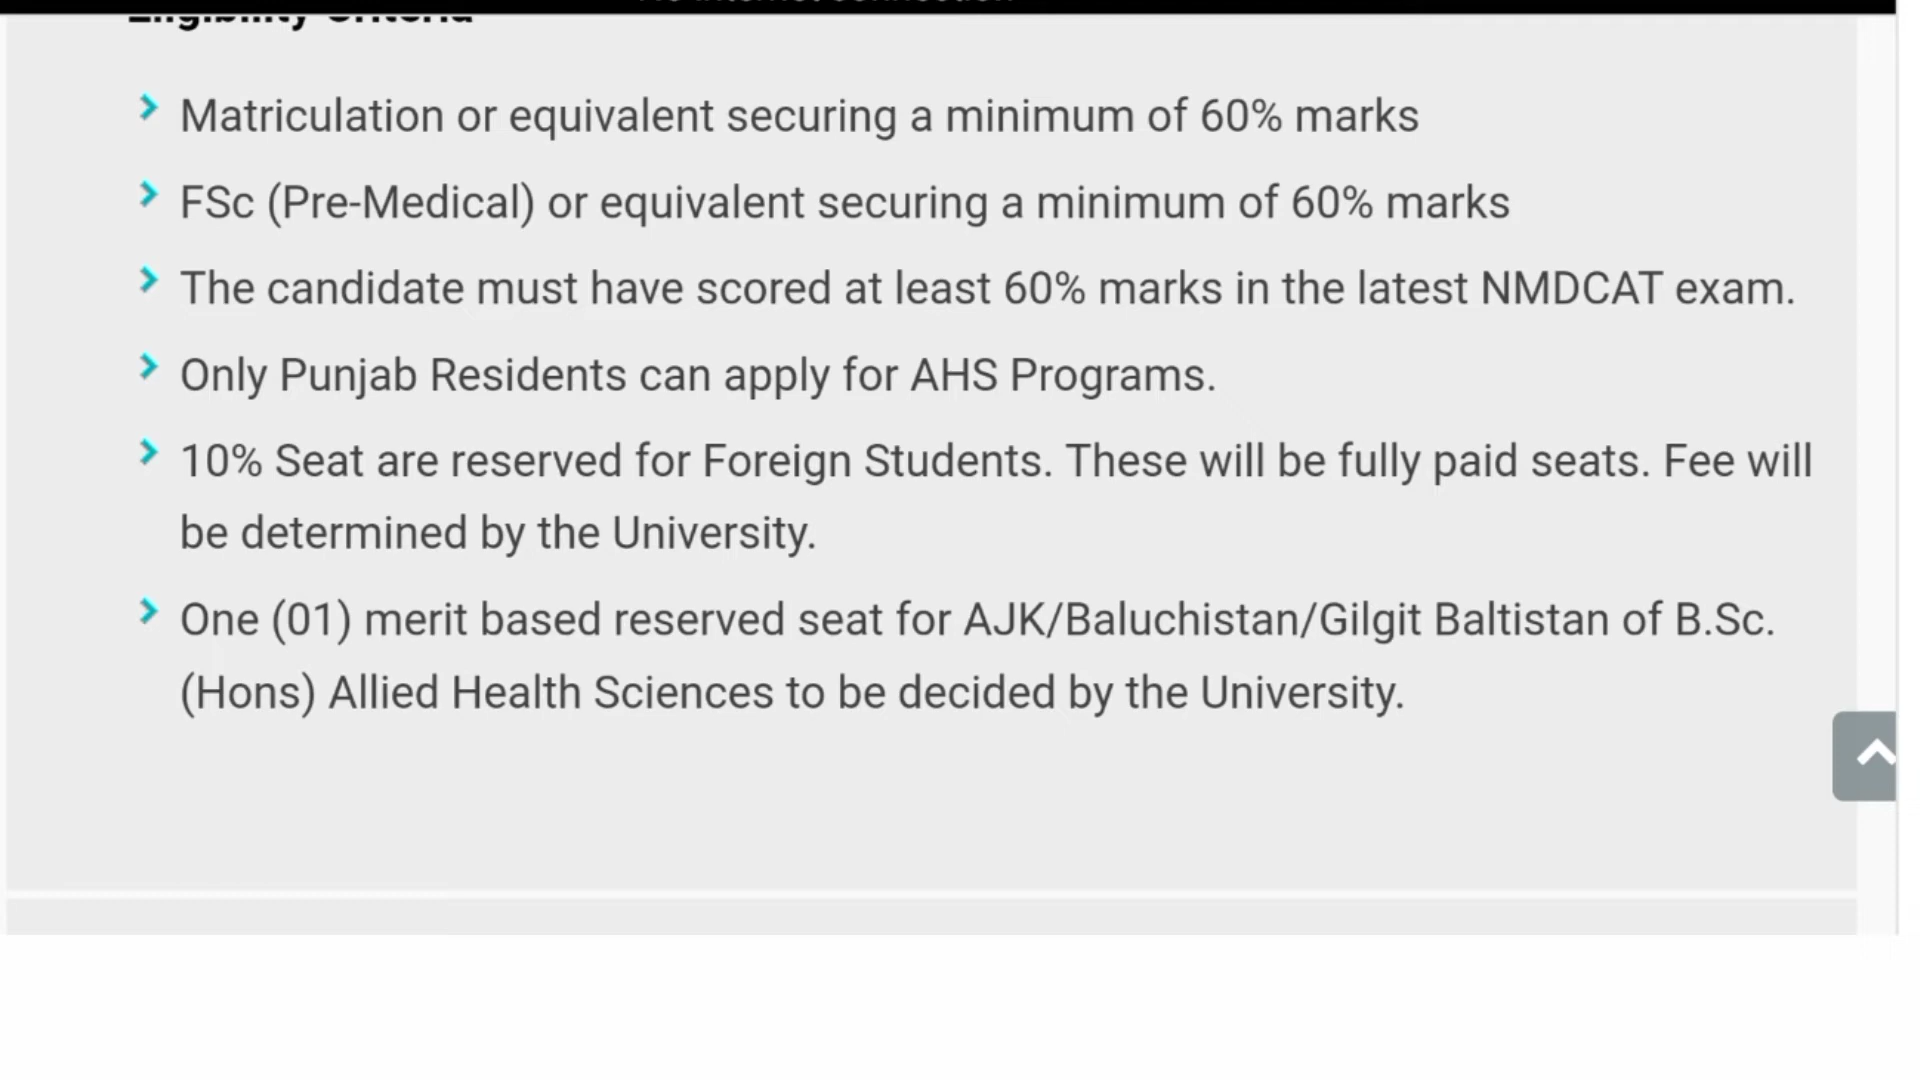 Eligibility Criteria
Matriculation or equivalent securing a minimum of 60% marks
FSc (Pre-Medical) or equivalent securing a minimum of 60% marks
The candidate must have scored at least 60% marks in the latest NMDCAT exam.
Only Punjab Residents can apply for AHS Programs.
10% Seat are reserved for Foreign Students. These will be fully paid seats. Fee will
be determined by the University.
One (01) merit based reserved seat for AJK/Baluchistan/Gilgit Baltistan of B.Sc.
(Hons) Allied Health Sciences to be decided by the University.